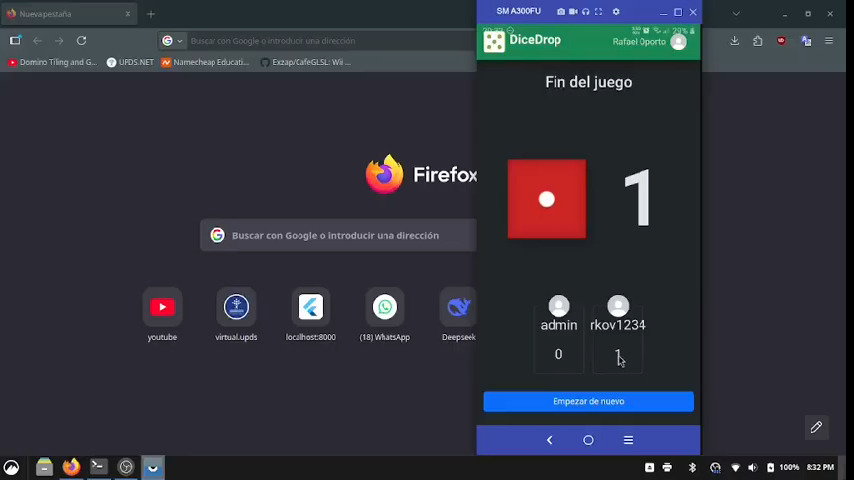 Nueva pestaña
SM A300FU
Buscar con Google o introducir una dirección
Domino Tiling and G...
UPDS.NET
Namecheap Educati...
Exzap/CafeGLSL: Wii ...
DiceDrop
29%
Rafael Oporto
Fin del juego
1
Firefox
Buscar con Google o introducir una dirección
admin
rkov1234
0
1
youtube
virtual.upds
localhost:8000
(18) WhatsApp
Deepseek
Empezar de nuevo
100%
8:32 PM